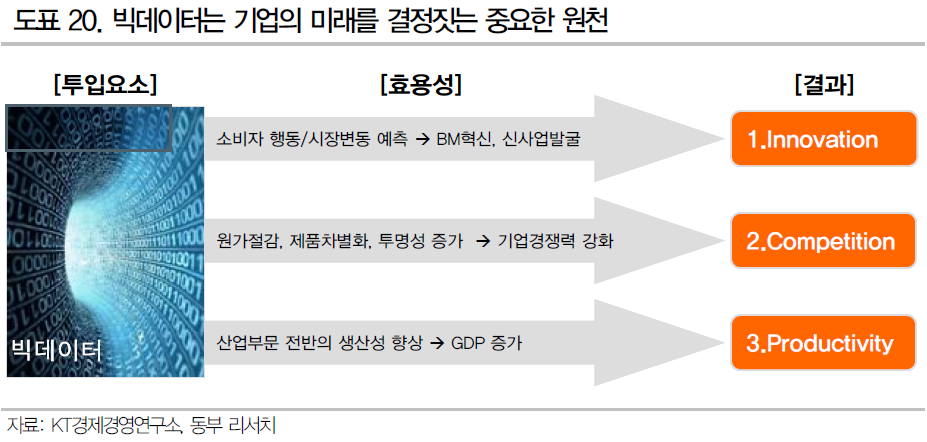 도표 20. 빅데이터는 기업의 미래를 결정짓는 중요한 원천
[투입요소] [효용성] [결과]
소비자 행동/시장변동 예측 → BM혁신, 신사업발굴
1.Innovation
원가절감, 제품차별화, 투명성 증가 → 기업경쟁력 강화
2.Competition
빅데이터
산업부문 전반의 생산성 향상 → GDP 증가
3.Productivity
자료: KT경제경영연구소, 동부 리서치